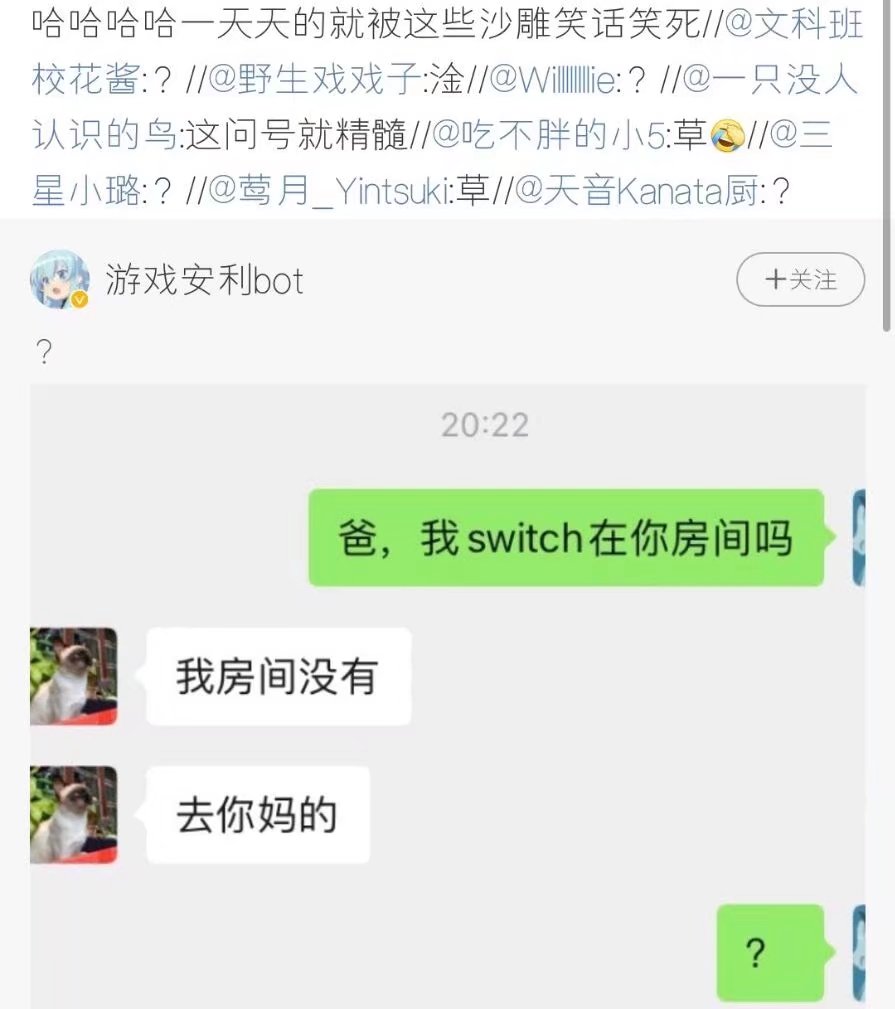 哈哈哈哈一天天的就被这些沙雕笑话笑死//@文科班
校花酱:？//@野生戏戏子:淦//@Willlllllie:？//@一只没人
认识的鸟:这问号就精髓//@吃不胖的小5:草🤣//@三
星小璐:？//@莺月_Yintsuki:草//@天音Kanata厨:？
游戏安利bot
+关注
？
20:22
爸，我switch在你房间吗
我房间没有
去你妈的
？